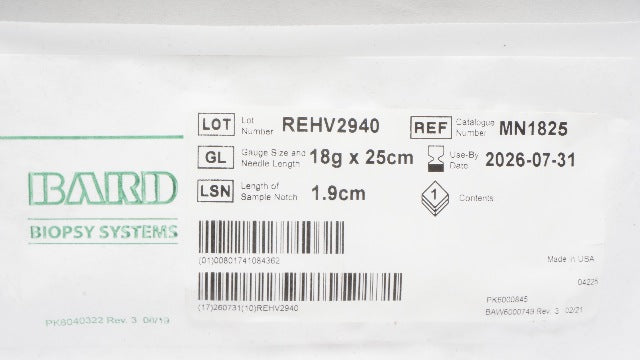 LOT Lot Number REHV2940
REF Catalogue Number MN1825
GL Gauge Size and Needle Length 18g x 25cm
Use-By Date 2026-07-31
LSN Length of Sample Notch 1.9cm
1 Contents
BARD
BIOPSY SYSTEMS
(01)00801741084362
(17)260731(10)REHV2940
Made in USA
04225
PK6000845
BAW6000749 Rev. 3 02/21
PK8040322 Rev. 3 06/19